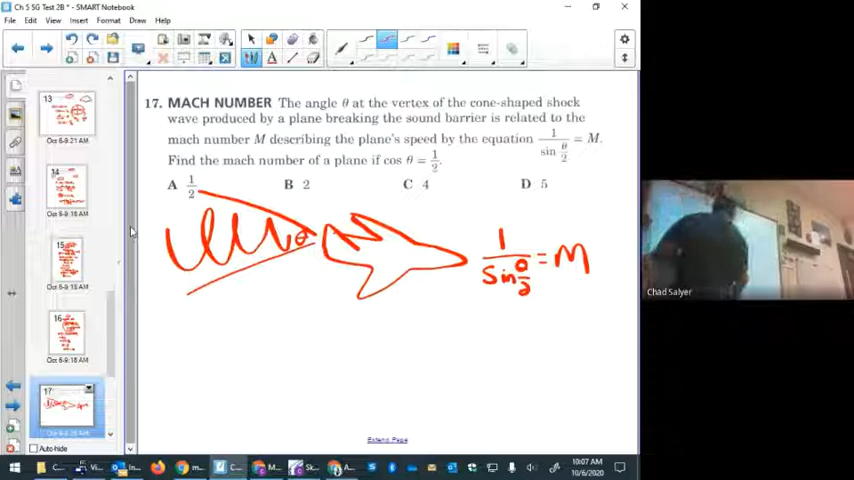 Ch 5 SG Test 2B * - SMART Notebook
File Edit View Insert Format Draw Help
13
Oct 6-9:21 AM
14
Oct 6-9:18 AM
15
Oct 6-9:18 AM
16
Oct 6-9:18 AM
17
Auto-hide
17. MACH NUMBER The angle θ at the vertex of the cone-shaped shock
wave produced by a plane breaking the sound barrier is related to the
mach number M describing the plane's speed by the equation 1/(sin θ/2) = M.
Find the mach number of a plane if cos θ = 1/2.
A 1/2 B 2 C 4 D 5
θ
1/(sin θ/2) = M
Extend Page
Chad Salyer
10:07 AM
10/6/2020